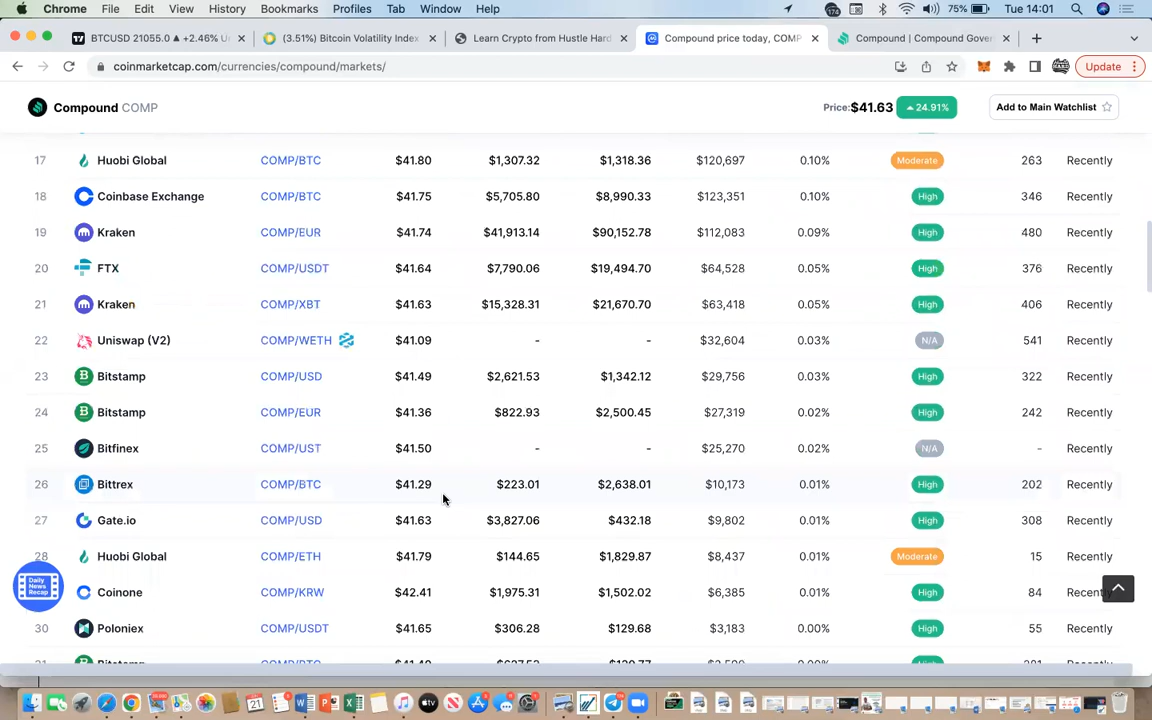 Chrome File Edit View History Bookmarks Profiles Tab Window Help 174 75% Tue 14:01
BTCUSD 21055.0 ▲ +2.46% U
(3.51%) Bitcoin Volatility Index
Learn Crypto from Hustle Hard
Compound price today, COMP
Compound | Compound Gover
coinmarketcap.com/currencies/compound/markets/
Update
Compound COMP
Price: $41.63 ▲ 24.91%
Add to Main Watchlist
17 Huobi Global COMP/BTC $41.80 $1,307.32 $1,318.36 $120,697 0.10% Moderate 263 Recently
18 Coinbase Exchange COMP/BTC $41.75 $5,705.80 $8,990.33 $123,351 0.10% High 346 Recently
19 Kraken COMP/EUR $41.74 $41,913.14 $90,152.78 $112,083 0.09% High 480 Recently
20 FTX COMP/USDT $41.64 $7,790.06 $19,494.70 $64,528 0.05% High 376 Recently
21 Kraken COMP/XBT $41.63 $15,328.31 $21,670.70 $63,418 0.05% High 406 Recently
22 Uniswap (V2) COMP/WETH $41.09 - - $32,604 0.03% N/A 541 Recently
23 Bitstamp COMP/USD $41.49 $2,621.53 $1,342.12 $29,756 0.03% High 322 Recently
24 Bitstamp COMP/EUR $41.36 $822.93 $2,500.45 $27,319 0.02% High 242 Recently
25 Bitfinex COMP/UST $41.50 - - $25,270 0.02% N/A - Recently
26 Bittrex COMP/BTC $41.29 $223.01 $2,638.01 $10,173 0.01% High 202 Recently
27 Gate.io COMP/USD $41.63 $3,827.06 $432.18 $9,802 0.01% High 308 Recently
28 Huobi Global COMP/ETH $41.79 $144.65 $1,829.87 $8,437 0.01% Moderate 15 Recently
Coinone COMP/KRW $42.41 $1,975.31 $1,502.02 $6,385 0.01% High 84 Recently
30 Poloniex COMP/USDT $41.65 $306.28 $129.68 $3,183 0.00% High 55 Recently
Daily
News
Recap